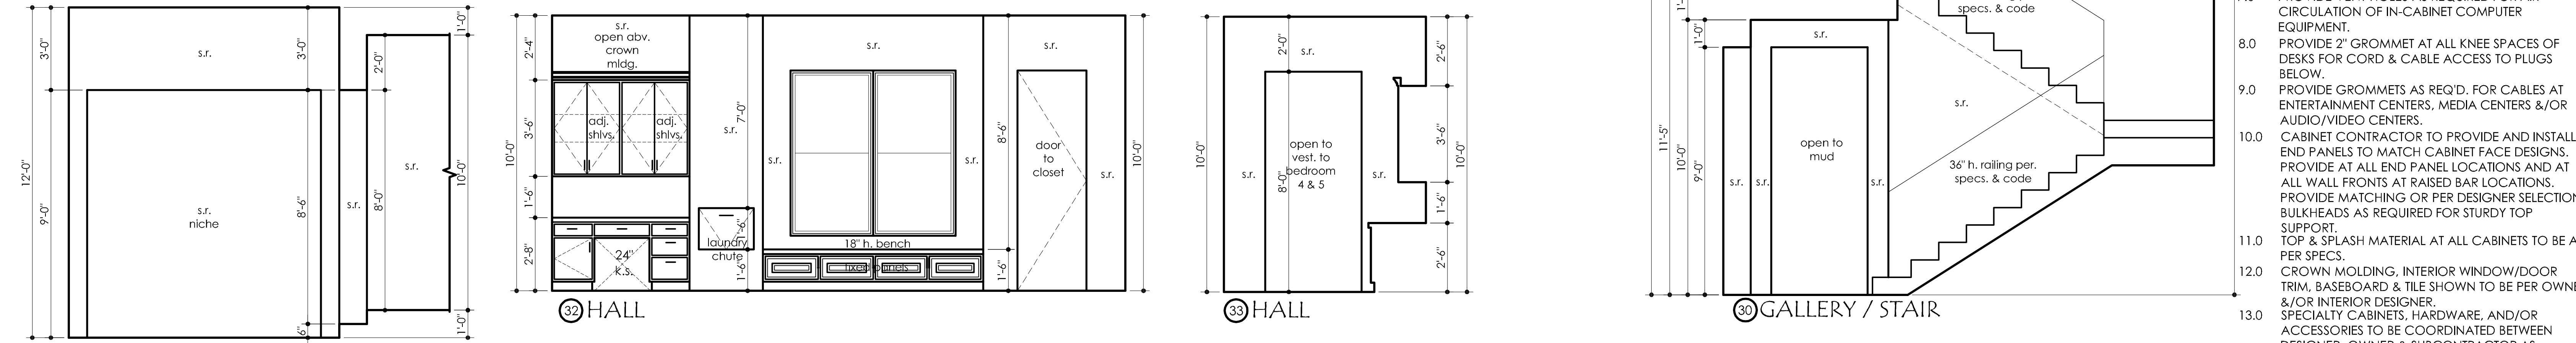 12'-0"
3'-0"
9'-0"
s.r.
s.r.
niche
3'-0"
8'-6"
6"
s.r.
2'-0"
8'-0"
s.r.
1'-0"
10'-0"
1'-0"
10'-0"
2'-4"
3'-6"
1'-6"
2'-8"
s.r.
open abv.
crown
mldg.
adj.
shlvs.
adj.
shlvs.
24"
k.s.
s.r.
7'-0"
1'-6"
laundry
chute
1'-6"
s.r.
s.r.
s.r.
18" h. bench
fixed panels
8'-6"
1'-6"
s.r.
door
to
closet
s.r.
10'-0"
32 HALL
10'-0"
2'-0"
s.r.
s.r.
8'-0"
open to
vest. to
bedroom
4 & 5
s.r.
2'-6"
3'-6"
1'-6"
2'-6"
10'-0"
33 HALL
11'-5"
1'-0"
10'-0"
9'-0"
s.r.
s.r.
s.r.
open to
mud
s.r.
s.r.
specs. & code
36" h. railing per.
specs. & code
30 GALLERY / STAIR
CIRCULATION OF IN-CABINET COMPUTER
EQUIPMENT.
8.0 PROVIDE 2" GROMMET AT ALL KNEE SPACES OF
DESKS FOR CORD & CABLE ACCESS TO PLUGS
BELOW.
9.0 PROVIDE GROMMETS AS REQ'D. FOR CABLES AT
ENTERTAINMENT CENTERS, MEDIA CENTERS &/OR
AUDIO/VIDEO CENTERS.
10.0 CABINET CONTRACTOR TO PROVIDE AND INSTALL
END PANELS TO MATCH CABINET FACE DESIGNS.
PROVIDE AT ALL END PANEL LOCATIONS AND AT
ALL WALL FRONTS AT RAISED BAR LOCATIONS.
PROVIDE MATCHING OR PER DESIGNER SELECTION
BULKHEADS AS REQUIRED FOR STURDY TOP
SUPPORT.
11.0 TOP & SPLASH MATERIAL AT ALL CABINETS TO BE A
PER SPECS.
12.0 CROWN MOLDING, INTERIOR WINDOW/DOOR
TRIM, BASEBOARD & TILE SHOWN TO BE PER OWNE
&/OR INTERIOR DESIGNER.
13.0 SPECIALTY CABINETS, HARDWARE, AND/OR
ACCESSORIES TO BE COORDINATED BETWEEN